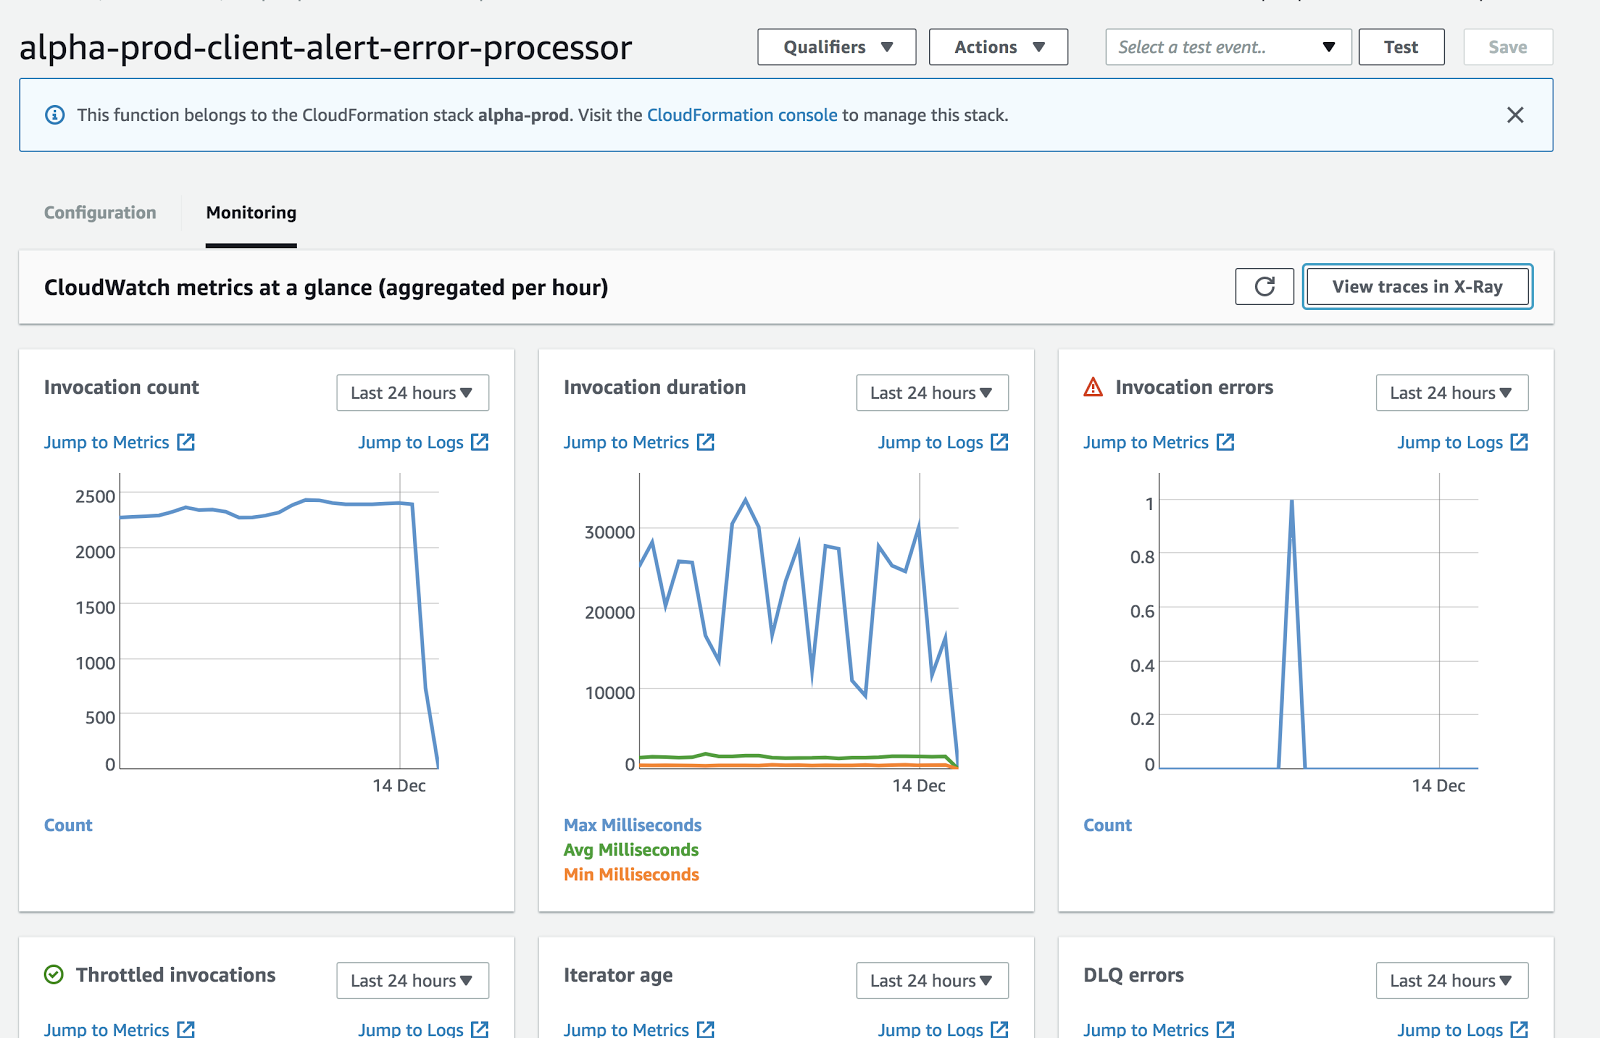 alpha-prod-client-alert-error-processor
Qualifiers
Actions
Select a test event..
Test
Save
This function belongs to the CloudFormation stack alpha-prod. Visit the CloudFormation console to manage this stack.
Configuration
Monitoring
CloudWatch metrics at a glance (aggregated per hour)
View traces in X-Ray
Invocation count
Last 24 hours
Jump to Metrics
Jump to Logs
2500
2000
1500
1000
500
0
14 Dec
Count
Invocation duration
Last 24 hours
Jump to Metrics
Jump to Logs
30000
20000
10000
0
14 Dec
Max Milliseconds
Avg Milliseconds
Min Milliseconds
Invocation errors
Last 24 hours
Jump to Metrics
Jump to Logs
1
0.8
0.6
0.4
0.2
0
14 Dec
Count
Throttled invocations
Last 24 hours
Jump to Metrics
Jump to Logs
Iterator age
Last 24 hours
Jump to Metrics
Jump to Logs
DLQ errors
Last 24 hours
Jump to Metrics
Jump to Logs